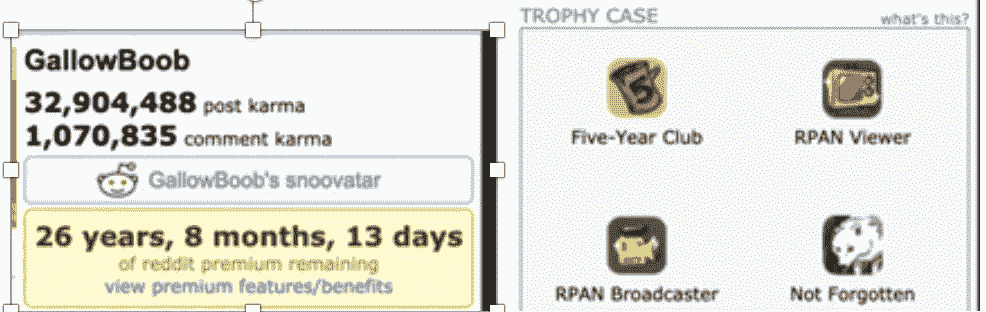 GallowBoob
32,904,488 post karma
1,070,835 comment karma
GallowBoob's snoovatar
26 years, 8 months, 13 days
of reddit premium remaining
view premium features/benefits
TROPHY CASE what's this?
5
Five-Year Club
RPAN Viewer
RPAN Broadcaster
Not Forgotten